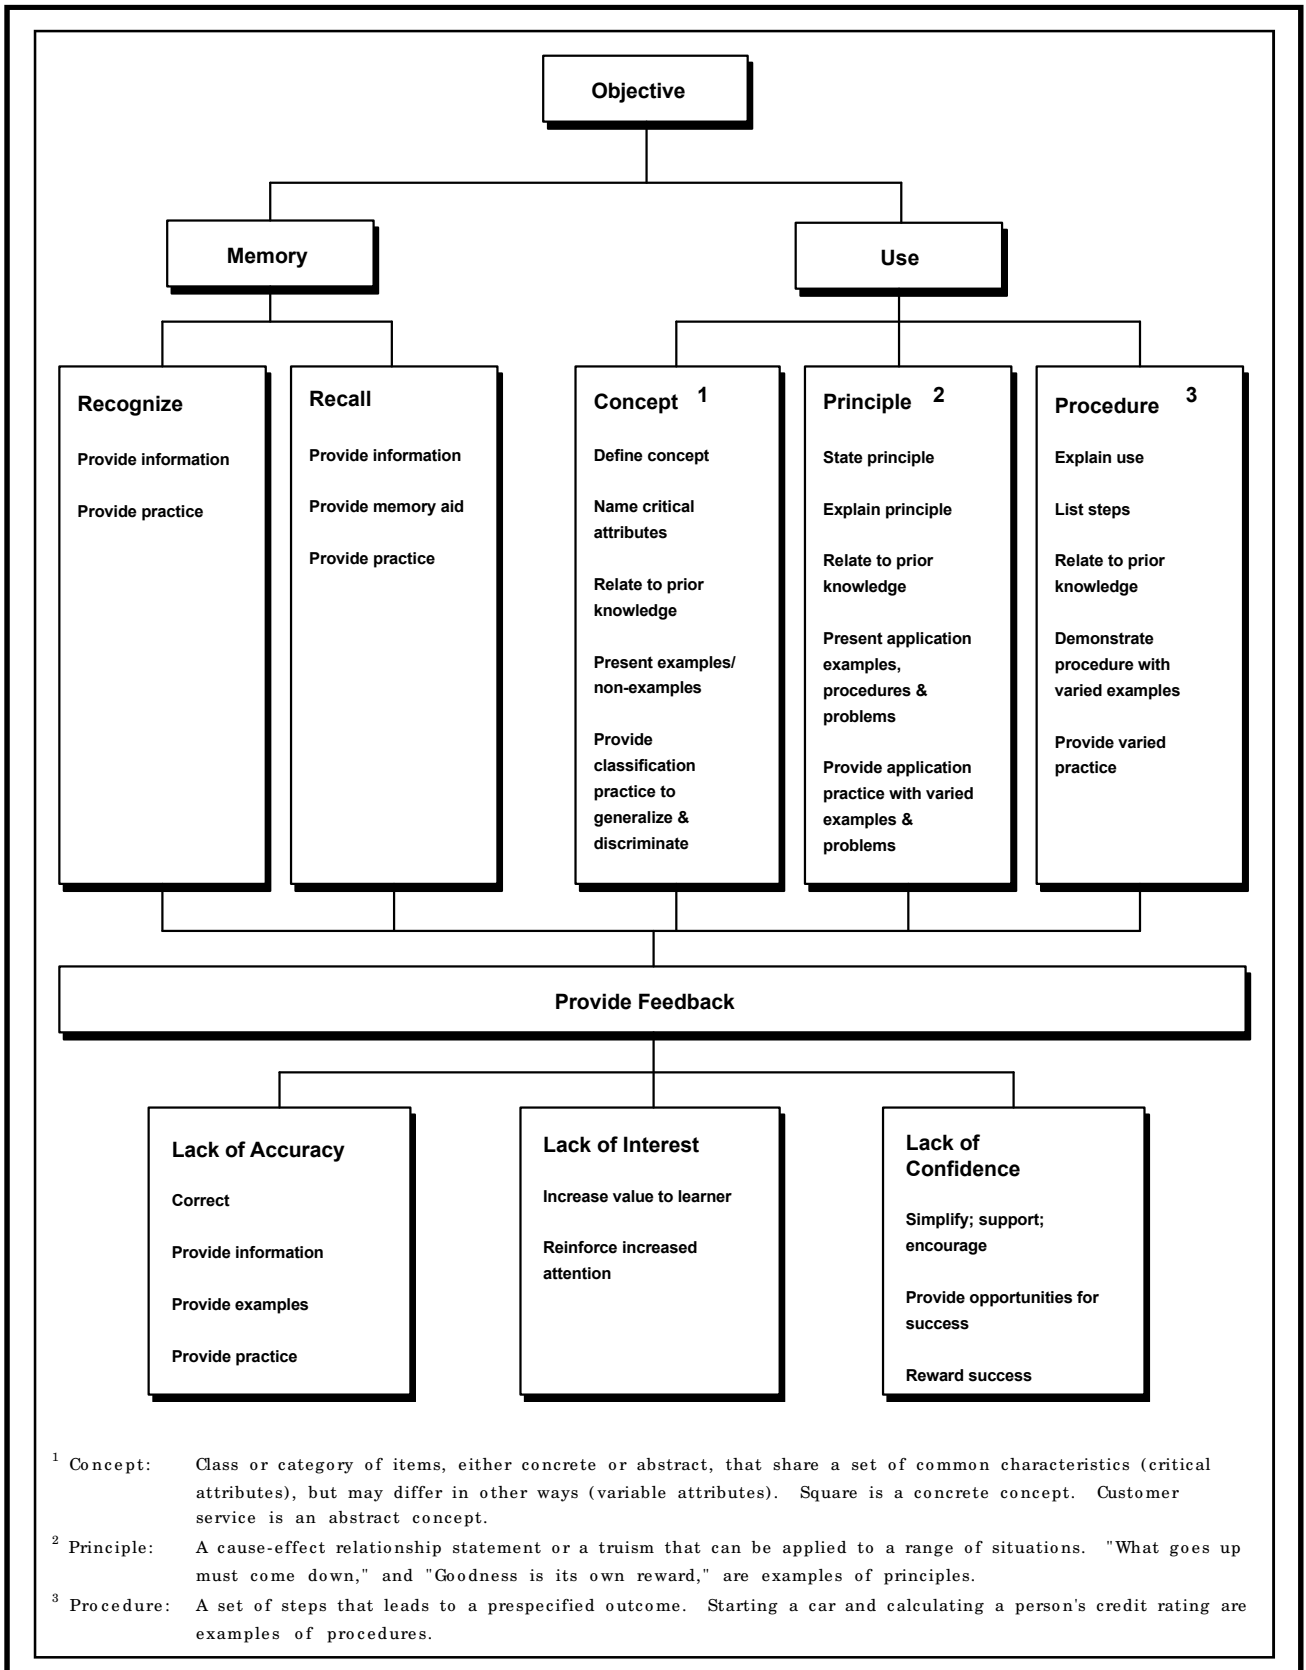 Objective
Memory
Use
Recognize
Provide information
Provide practice
Recall
Provide information
Provide memory aid
Provide practice
Concept 1
Define concept
Name critical
attributes
Relate to prior
knowledge
Present examples/
non-examples
Provide
classification
practice to
generalize &
discriminate
Principle 2
State principle
Explain principle
Relate to prior
knowledge
Present application
examples,
procedures &
problems
Provide application
practice with varied
examples &
problems
Procedure 3
Explain use
List steps
Relate to prior
knowledge
Demonstrate
procedure with
varied examples
Provide varied
practice
Provide Feedback
Lack of Accuracy
Correct
Provide information
Provide examples
Provide practice
Lack of Interest
Increase value to learner
Reinforce increased
attention
Lack of
Confidence
Simplify; support;
encourage
Provide opportunities for
success
Reward success
1 Concept: Class or category of items, either concrete or abstract, that share a set of common characteristics (critical
attributes), but may differ in other ways (variable attributes). Square is a concrete concept. Customer
service is an abstract concept.
2 Principle: A cause-effect relationship statement or a truism that can be applied to a range of situations. "What goes up
must come down," and "Goodness is its own reward," are examples of principles.
3 Procedure: A set of steps that leads to a prespecified outcome. Starting a car and calculating a person's credit rating are
examples of procedures.